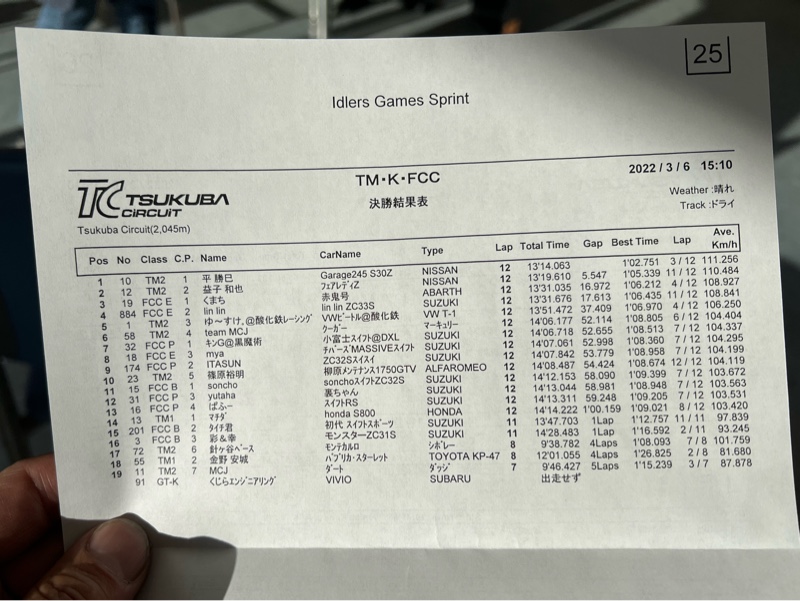 25
Idlers Games Sprint
TC TSUKUBA CIRCUIT
TM・K・FCC
2022 / 3 / 6 15:10
決勝結果表
Weather :晴れ
Tsukuba Circuit(2,045m)
Track :ドライ
Pos No Class C.P. Name CarName Type Lap Total Time Gap Best Time Lap Ave. Km/h
1 10 TM2 1 平 勝巳 Garage245 S30Z NISSAN 12 13'14.063 1'02.751 3 / 12 111.256
2 12 TM2 2 益子 和也 フェアレディZ NISSAN 12 13'19.610 5.547 1'05.339 11 / 12 110.484
3 19 FCC E 1 くまち 赤鬼号 ABARTH 12 13'31.035 16.972 1'06.212 4 / 12 108.927
4 884 FCC E 2 lin lin lin lin ZC33S SUZUKI 12 13'31.676 17.613 1'06.435 11 / 12 108.841
5 1 TM2 3 ゆ～すけ.@酸化鉄レーシング VWビートル@酸化鉄 VW T-1 12 13'51.472 37.409 1'06.970 4 / 12 106.250
6 58 TM2 4 team MCJ クーガー マーキュリー 12 14'06.177 52.114 1'08.805 6 / 12 104.404
7 32 FCC P 1 キンG@黒魔術 小富士スイフト@DXL SUZUKI 12 14'06.718 52.655 1'08.513 7 / 12 104.337
8 18 FCC E 3 mya チバーズMASSIVEスイフト SUZUKI 12 14'07.061 52.998 1'08.360 7 / 12 104.295
9 174 FCC P 2 ITASUN ZC32Sスイスイ SUZUKI 12 14'07.842 53.779 1'08.958 7 / 12 104.199
10 23 TM2 5 篠原裕明 柳原メンテナンス1750GTV ALFAROMEO 12 14'08.487 54.424 1'08.674 12 / 12 104.119
11 15 FCC B 1 soncho sonchoスイフトZC32S SUZUKI 12 14'12.153 58.090 1'09.399 7 / 12 103.672
12 31 FCC P 3 yutaha 裏ちゃん SUZUKI 12 14'13.044 58.981 1'08.948 7 / 12 103.563
13 16 FCC P 4 ばふー スイフトRS SUZUKI 12 14'13.311 59.248 1'09.205 7 / 12 103.531
14 13 TM1 1 マチダ honda S800 HONDA 12 14'14.222 1'00.159 1'09.021 8 / 12 103.420
15 201 FCC B 2 タイチ君 初代 スイフトスポーツ SUZUKI 11 13'47.703 1Lap 1'12.757 11 / 11 97.839
16 3 FCC B 3 彩&幸 モンスターZC31S SUZUKI 11 14'28.483 1Lap 1'16.592 2 / 11 93.245
17 72 TM2 6 針ヶ谷ベース モンテカルロ シボレー 8 9'38.782 4Laps 1'08.093 7 / 8 101.759
18 55 TM1 2 金野 安城 パブリカ・スターレット TOYOTA KP-47 8 12'01.055 4Laps 1'26.825 2 / 8 81.680
19 11 TM2 7 MCJ ダート ダッジ 7 9'46.427 5Laps 1'15.239 3 / 7 87.878
91 GT-K くじらエンジニアリング VIVIO SUBARU 出走せず